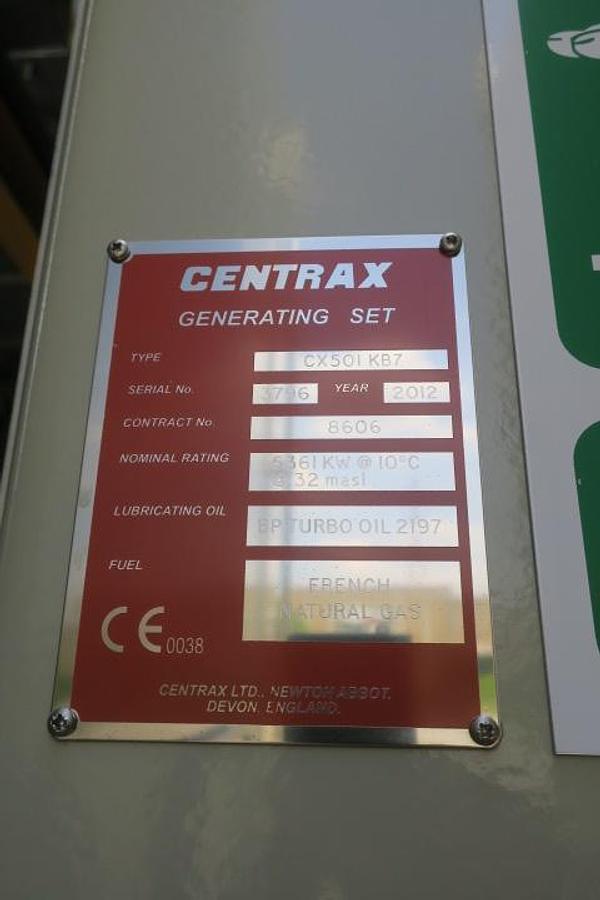 CENTRAX
GENERATING SET
TYPE CX501 KB7
SERIAL No. 3796 YEAR 2012
CONTRACT No. 8606
NOMINAL RATING 5361 KW @ 10°C
& 32 masl
LUBRICATING OIL BP TURBO OIL 2197
FUEL FRENCH
NATURAL GAS
CE 0038
CENTRAX LTD., NEWTON ABBOT,
DEVON, ENGLAND.